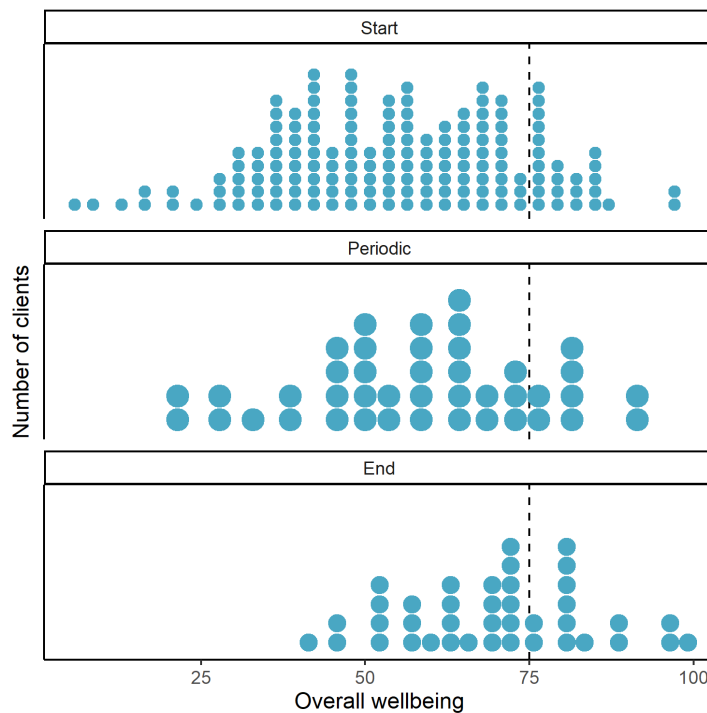 Start
Periodic
End
Number of clients
25 50 75 100
Overall wellbeing